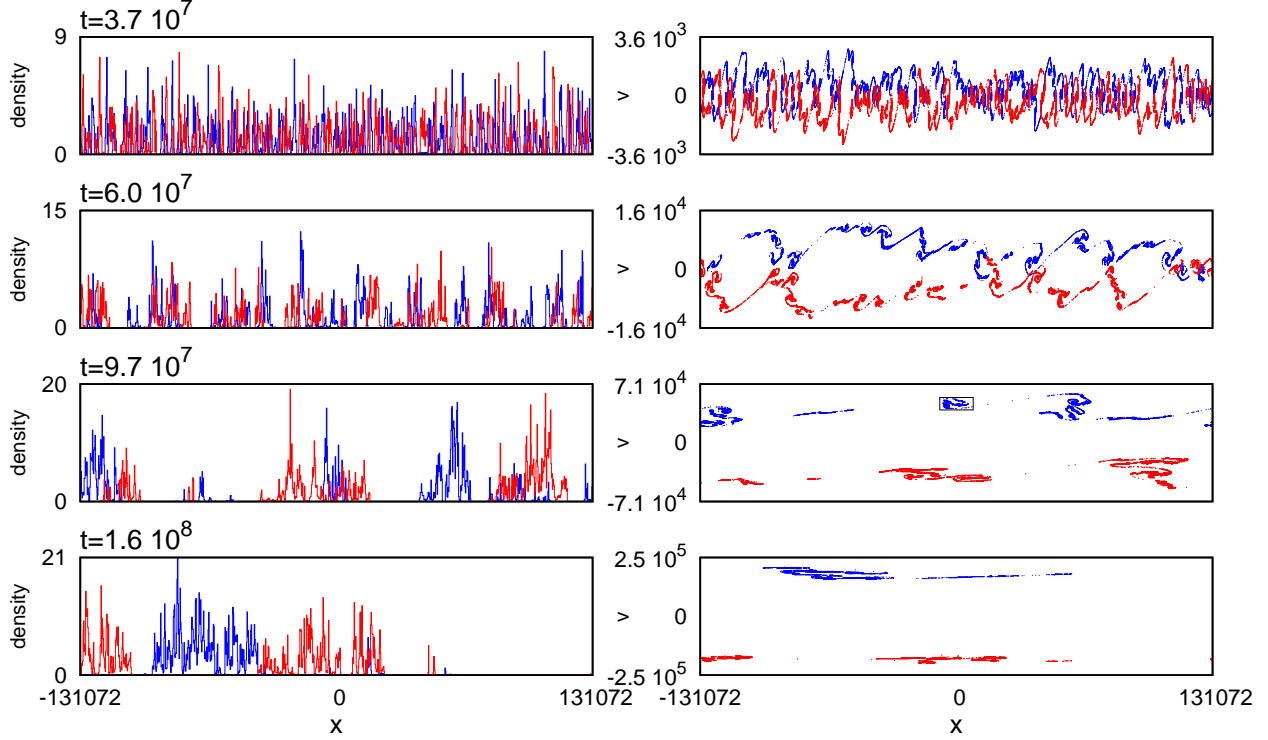 t=3.7 10^7
9
density
0
3.6 10^3
v
0
-3.6 10^3
t=6.0 10^7
15
density
0
1.6 10^4
v
0
-1.6 10^4
t=9.7 10^7
20
density
0
7.1 10^4
v
0
-7.1 10^4
t=1.6 10^8
21
density
0
2.5 10^5
v
0
-2.5 10^5
-131072 0 131072
x
-131072 0 131072
x